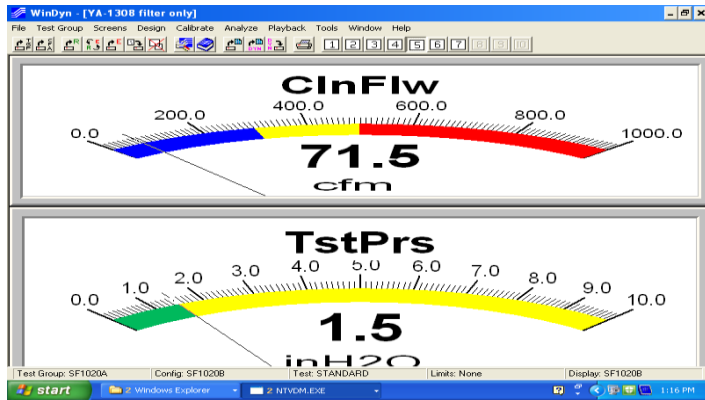 WinDyn - [YA-1308 filter only]
File Test Group Screens Design Calibrate Analyze Playback Tools Window Help
1 2 3 4 5 6 7 8 9 10
ClnFlw
0.0 200.0 400.0 600.0 800.0 1000.0
71.5
cfm
TstPrs
0.0 1.0 2.0 3.0 4.0 5.0 6.0 7.0 8.0 9.0 10.0
1.5
inH2O
Test Group: SF1020A Config: SF1020B Test: STANDARD Limits: None Display: SF1020B
start 2 Windows Explorer 2 NTVDM.EXE 1:16 PM